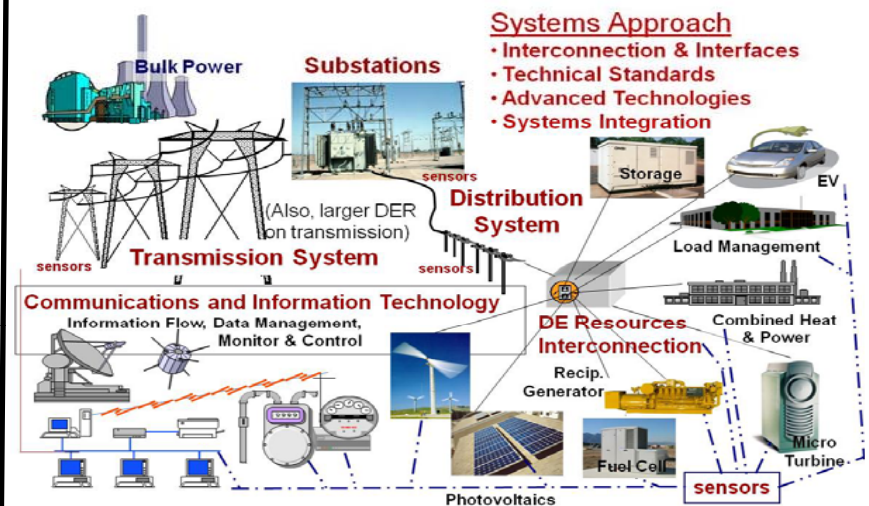 Systems Approach
• Interconnection & Interfaces
• Technical Standards
• Advanced Technologies
• Systems Integration
Bulk Power
Substations
sensors
Storage
EV
Distribution
System
(Also, larger DER
on transmission)
Load Management
sensors
Transmission System
sensors
Communications and Information Technology
Information Flow, Data Management,
Monitor & Control
DE Resources
Interconnection
Combined Heat
& Power
Recip.
Generator
Micro
Turbine
Fuel Cell
sensors
Photovoltaics